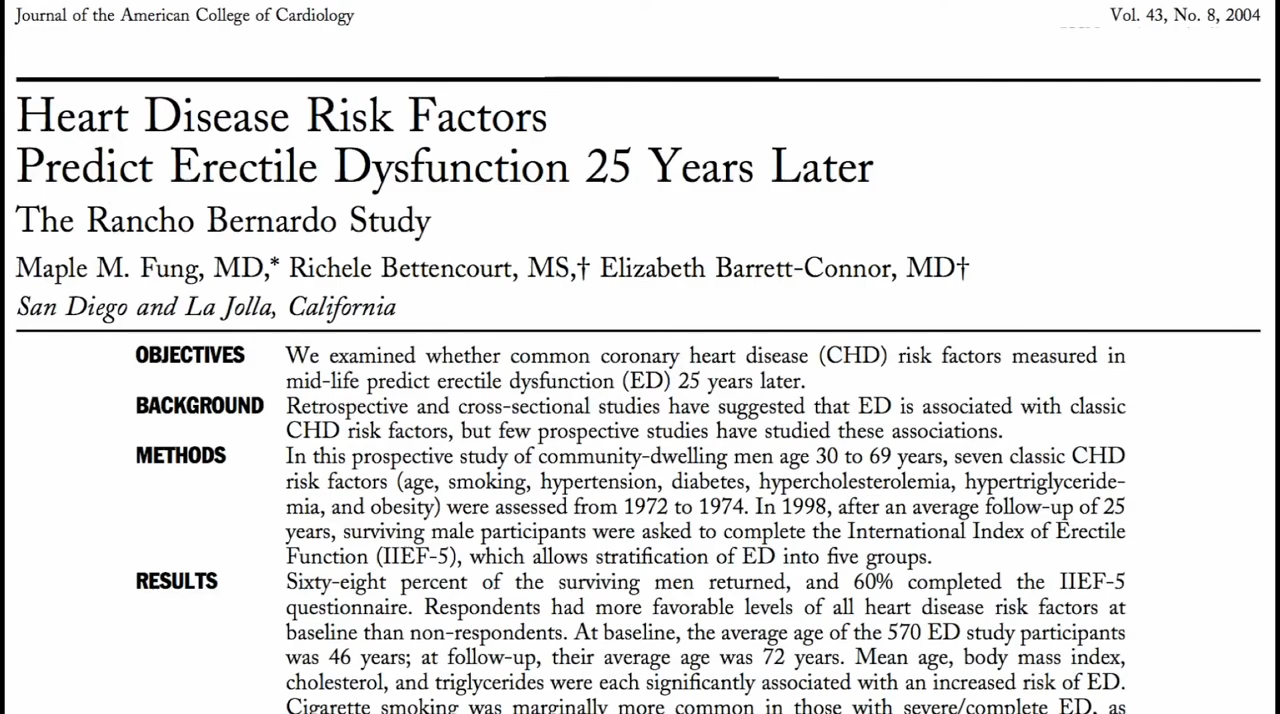 Journal of the American College of Cardiology
Vol. 43, No. 8, 2004
Heart Disease Risk Factors
Predict Erectile Dysfunction 25 Years Later
The Rancho Bernardo Study
Maple M. Fung, MD,* Richele Bettencourt, MS,† Elizabeth Barrett-Connor, MD†
San Diego and La Jolla, California
OBJECTIVES We examined whether common coronary heart disease (CHD) risk factors measured in
mid-life predict erectile dysfunction (ED) 25 years later.
BACKGROUND Retrospective and cross-sectional studies have suggested that ED is associated with classic
CHD risk factors, but few prospective studies have studied these associations.
METHODS In this prospective study of community-dwelling men age 30 to 69 years, seven classic CHD
risk factors (age, smoking, hypertension, diabetes, hypercholesterolemia, hypertriglyceride-
mia, and obesity) were assessed from 1972 to 1974. In 1998, after an average follow-up of 25
years, surviving male participants were asked to complete the International Index of Erectile
Function (IIEF-5), which allows stratification of ED into five groups.
RESULTS Sixty-eight percent of the surviving men returned, and 60% completed the IIEF-5
questionnaire. Respondents had more favorable levels of all heart disease risk factors at
baseline than non-respondents. At baseline, the average age of the 570 ED study participants
was 46 years; at follow-up, their average age was 72 years. Mean age, body mass index,
cholesterol, and triglycerides were each significantly associated with an increased risk of ED.
Cigarette smoking was marginally more common in those with severe/complete ED, as